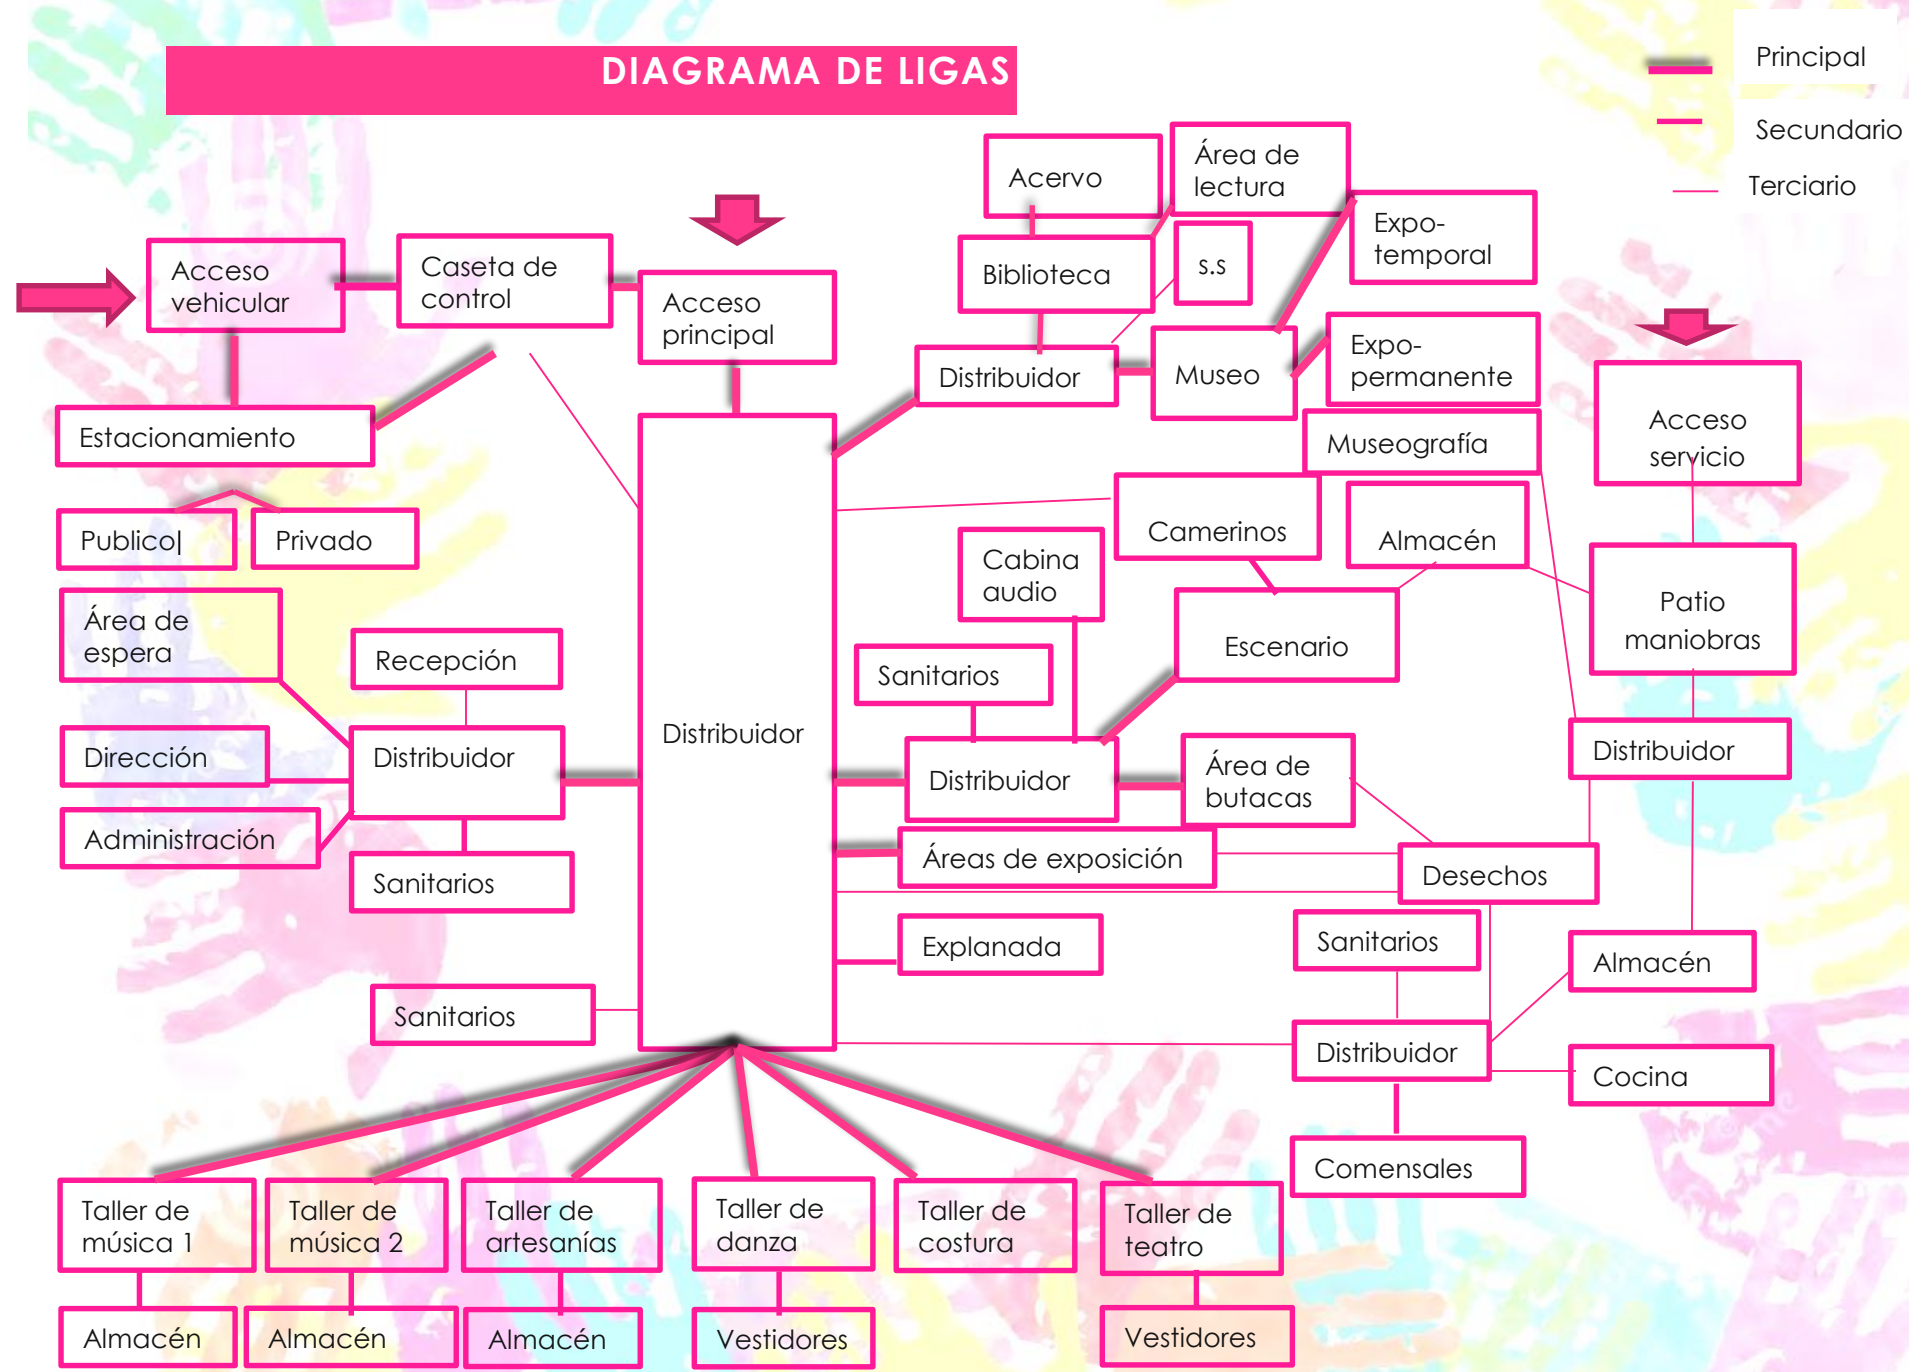 DIAGRAMA DE LIGAS
Principal
Secundario
Terciario
Acervo
Área de
lectura
Expo-
temporal
Acceso
vehicular
Caseta de
control
Acceso
principal
Biblioteca
s.s
Distribuidor
Museo
Expo-
permanente
Museografía
Acceso
servicio
Estacionamiento
Publico|
Privado
Camerinos
Almacén
Cabina
audio
Patio
maniobras
Área de
espera
Recepción
Sanitarios
Escenario
Dirección
Distribuidor
Distribuidor
Distribuidor
Área de
butacas
Distribuidor
Administración
Sanitarios
Áreas de exposición
Desechos
Explanada
Sanitarios
Almacén
Sanitarios
Distribuidor
Cocina
Comensales
Taller de
música 1
Taller de
música 2
Taller de
artesanías
Taller de
danza
Taller de
costura
Taller de
teatro
Almacén
Almacén
Almacén
Vestidores
Vestidores